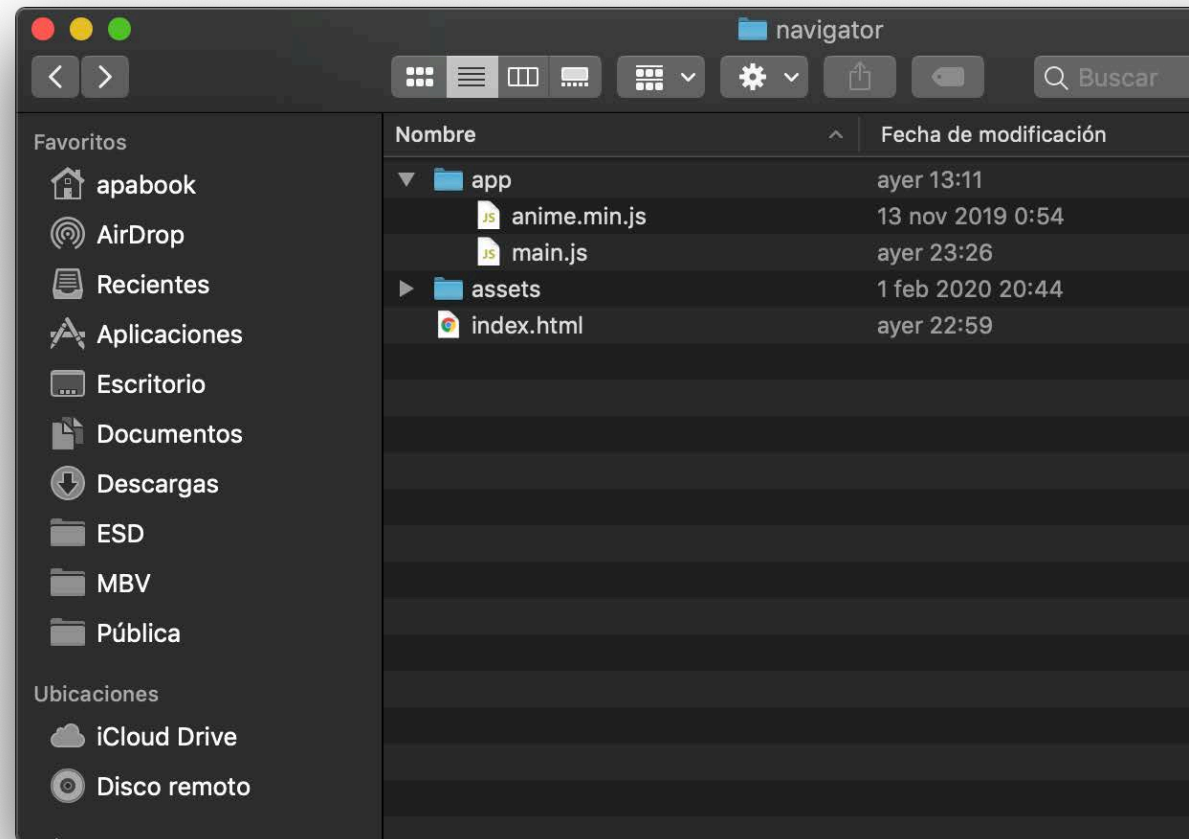 navigator
Buscar
Favoritos
apabook
AirDrop
Recientes
Aplicaciones
Escritorio
Documentos
Descargas
ESD
MBV
Pública
Ubicaciones
iCloud Drive
Disco remoto
Nombre Fecha de modificación
app ayer 13:11
JS anime.min.js 13 nov 2019 0:54
JS main.js ayer 23:26
assets 1 feb 2020 20:44
index.html ayer 22:59